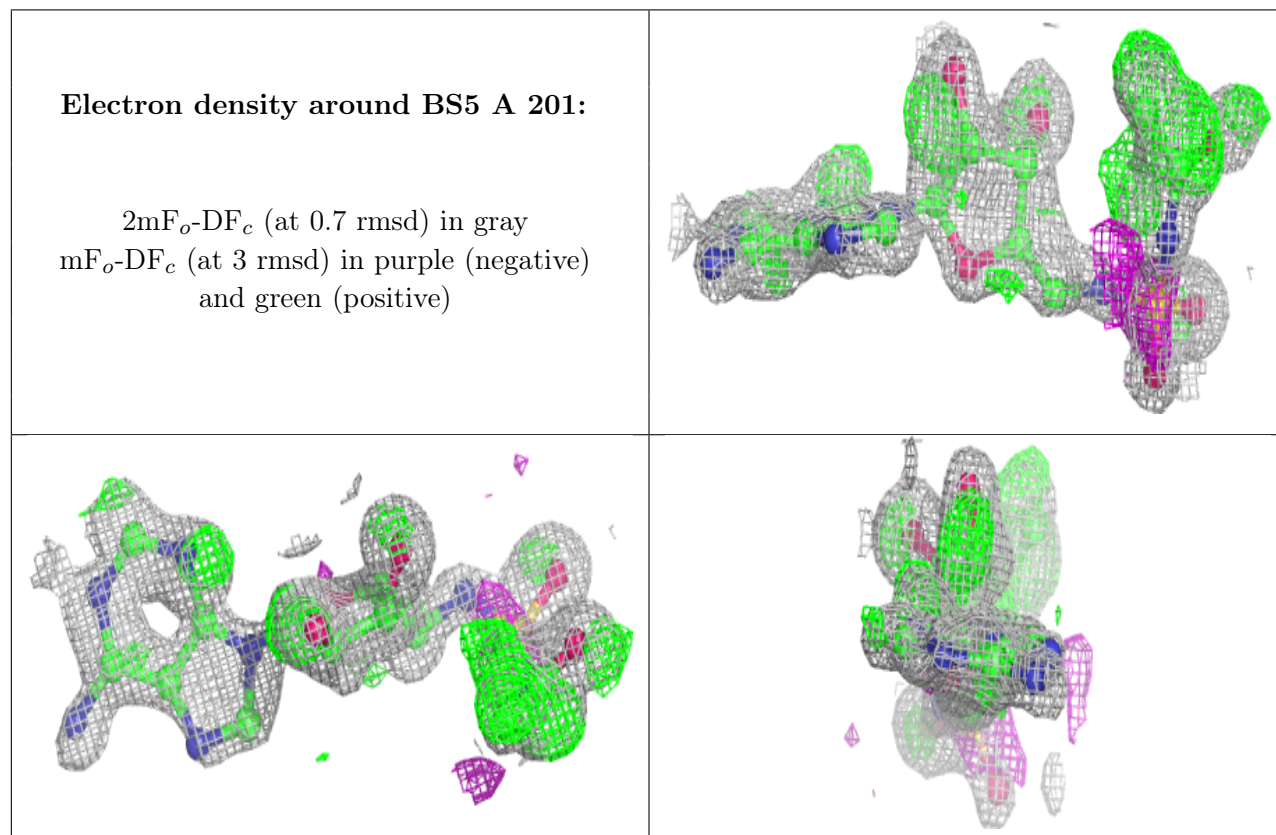 Electron density around BS5 A 201:
2mFo-DFc (at 0.7 rmsd) in gray
mFo-DFc (at 3 rmsd) in purple (negative)
and green (positive)